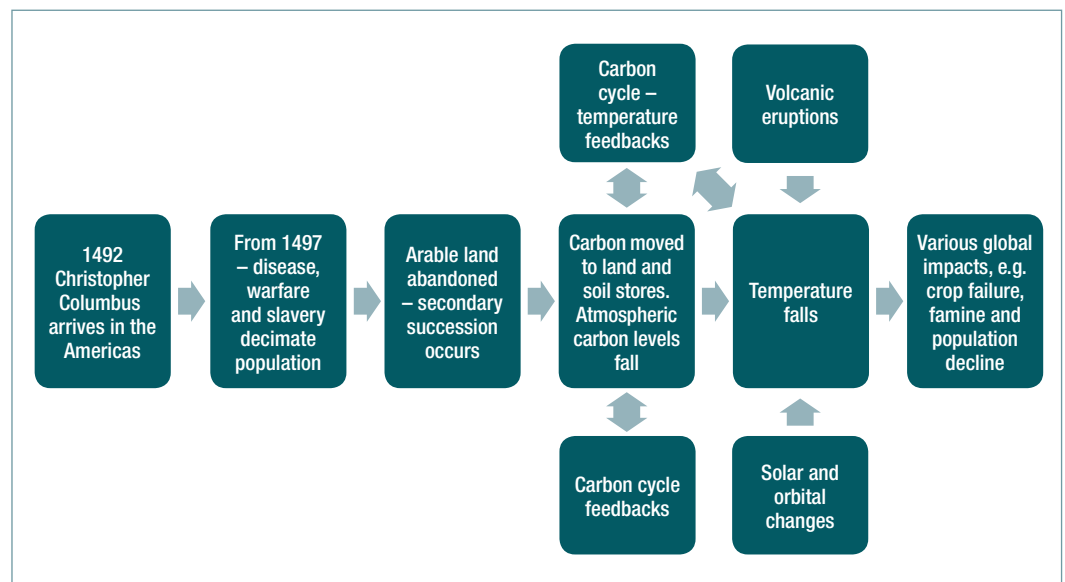 Carbon
cycle –
temperature
feedbacks
Volcanic
eruptions
1492
Christopher
Columbus
arrives in the
Americas
From 1497
– disease,
warfare
and slavery
decimate
population
Arable land
abandoned
– secondary
succession
occurs
Carbon moved
to land and
soil stores.
Atmospheric
carbon levels
fall
Temperature
falls
Various global
impacts, e.g.
crop failure,
famine and
population
decline
Carbon cycle
feedbacks
Solar and
orbital
changes